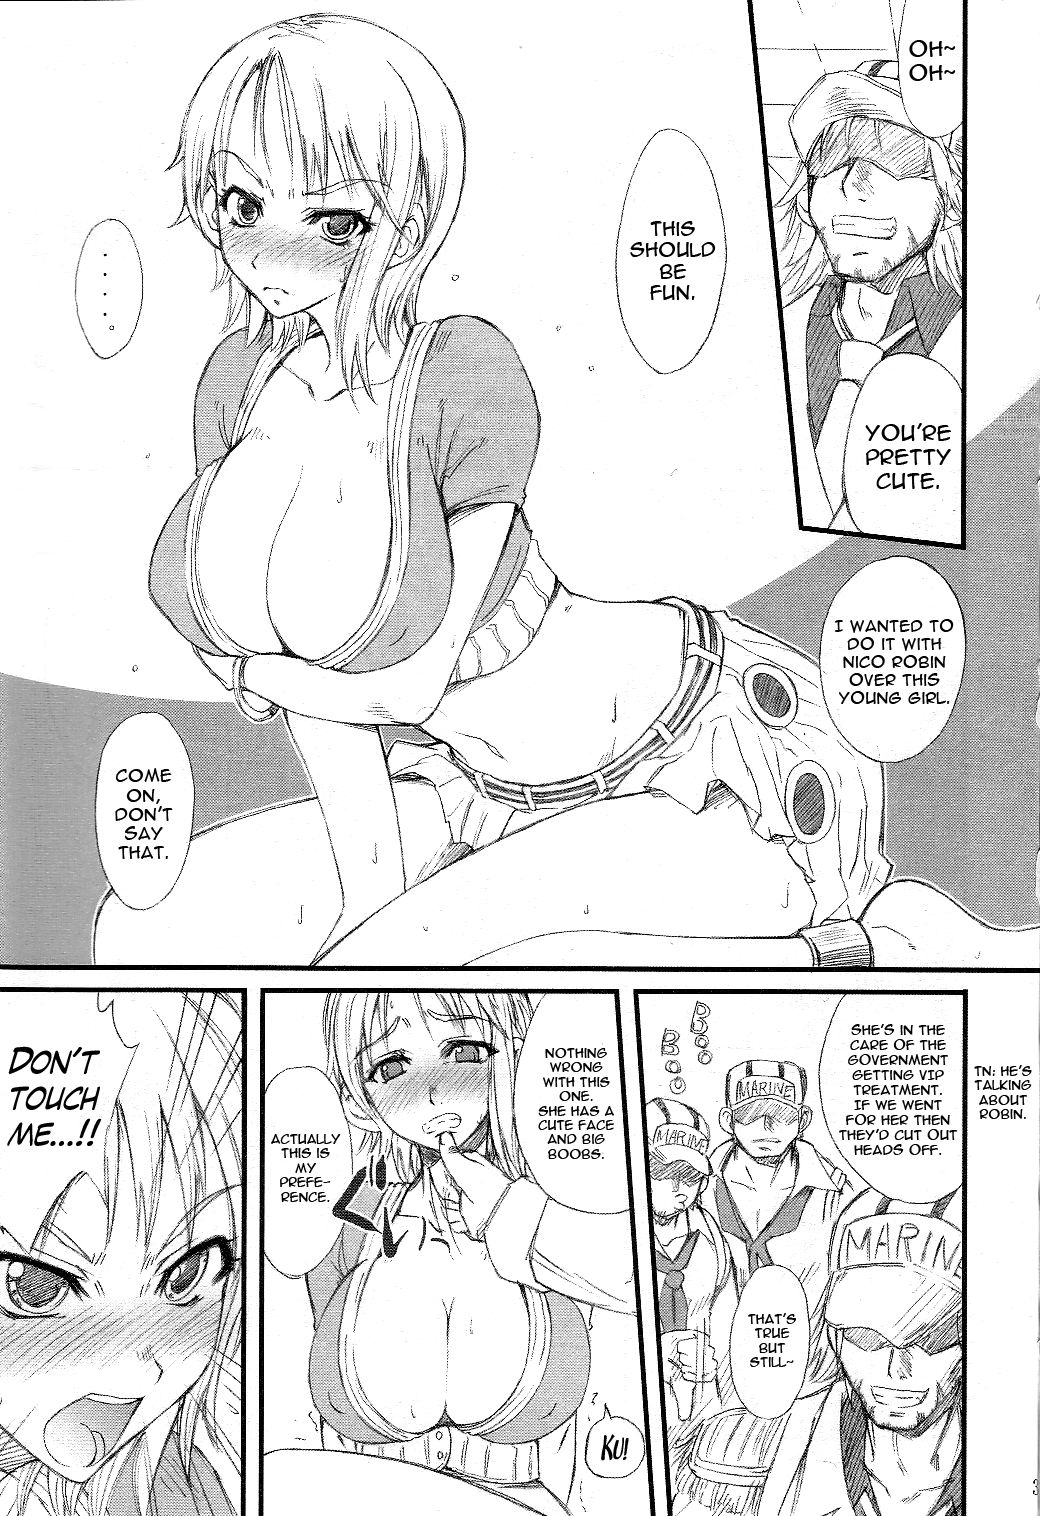 OH~
OH~
YOU'RE
PRETTY
CUTE.
THIS
SHOULD
BE
FUN.
.....。
I WANTED TO
DO IT WITH
NICO ROBIN
OVER THIS
YOUNG GIRL.
COME
ON,
DON'T
SAY
THAT.
TN: HE'S
TALKING
ABOUT
ROBIN.
SHE'S IN THE
CARE OF THE
GOVERNMENT
GETTING VIP
TREATMENT.
IF WE WENT
FOR HER THEN
THEY'D CUT OUT
HEADS OFF.
BOO
BOO
MARINE
MARINE
MARINE
THAT'S
TRUE
BUT
STILL~
NOTHING
WRONG
WITH THIS
ONE.
SHE HAS A
CUTE FACE
AND BIG
BOOBS.
ACTUALLY
THIS IS
MY
PREFE-
RENCE.
グイッ
KU!
DON'T
TOUCH
ME...!!
3